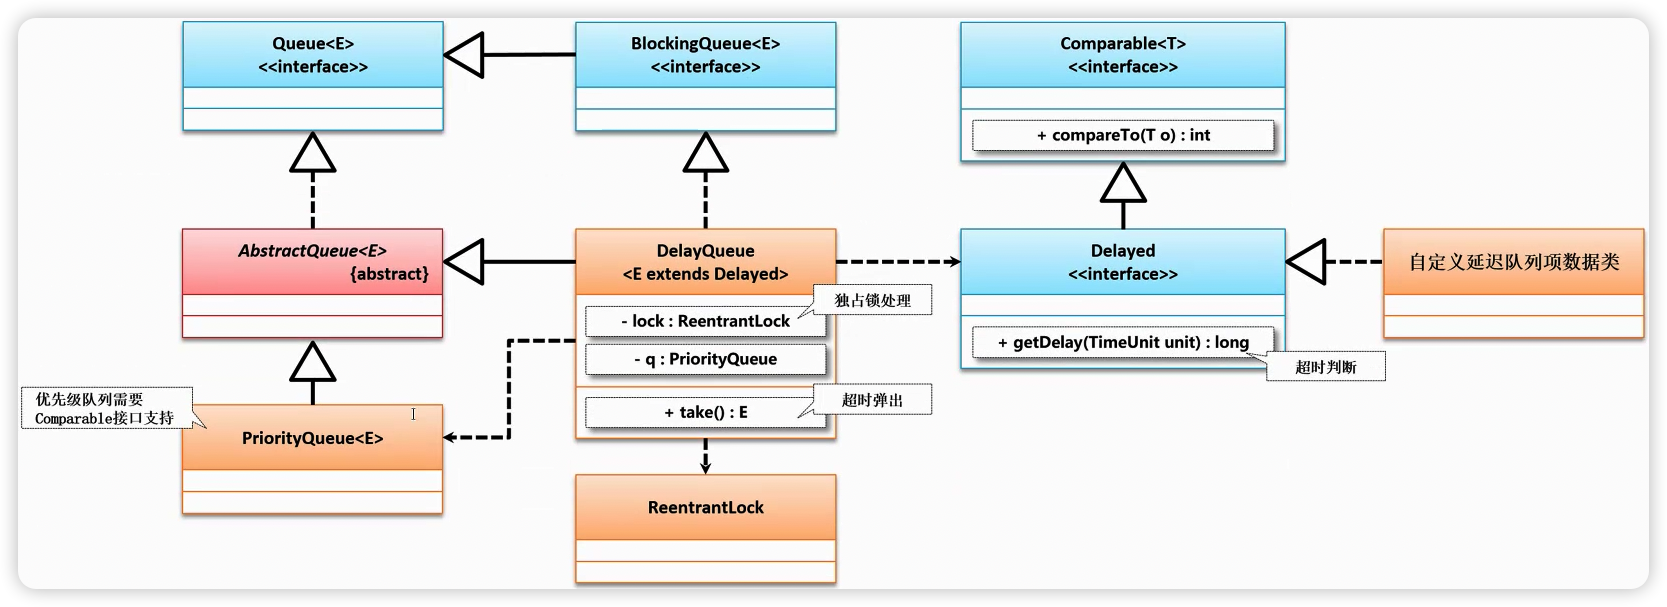 Queue<E>
<<interface>>
BlockingQueue<E>
<<interface>>
Comparable<T>
<<interface>>
+ compareTo(T o) : int
AbstractQueue<E>
{abstract}
DelayQueue
<E extends Delayed>
- lock : ReentrantLock
独占锁处理
- q : PriorityQueue
+ take() : E
超时弹出
Delayed
<<interface>>
+ getDelay(TimeUnit unit) : long
超时判断
自定义延迟队列项数据类
优先级队列需要
Comparable接口支持
PriorityQueue<E>
ReentrantLock